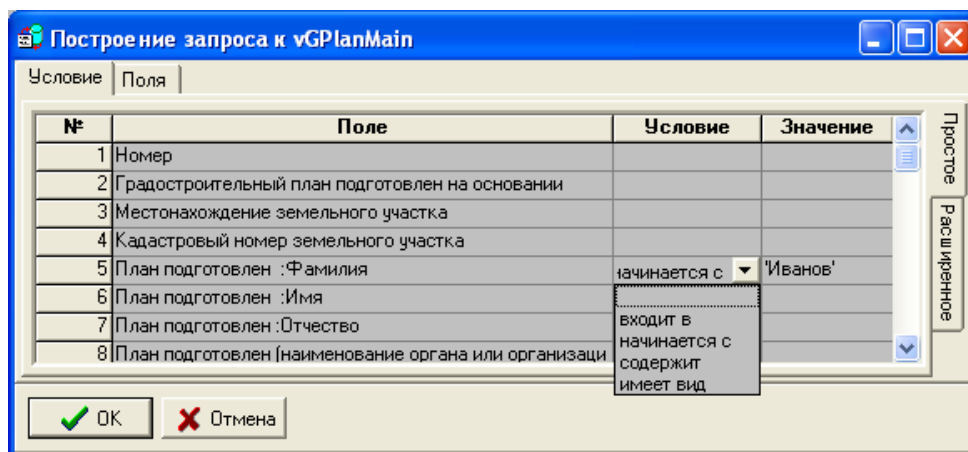 Построение запроса к vGPlanMain
Условие Поля
№ Поле Условие Значение
1 Номер
2 Градостроительный план подготовлен на основании
3 Местонахождение земельного участка
4 Кадастровый номер земельного участка
5 План подготовлен :Фамилия начинается с 'Иванов'
6 План подготовлен :Имя
7 План подготовлен :Отчество
8 План подготовлен (наименование органа или организаци
входит в
начинается с
содержит
имеет вид
Простое
Расширенное
OK Отмена